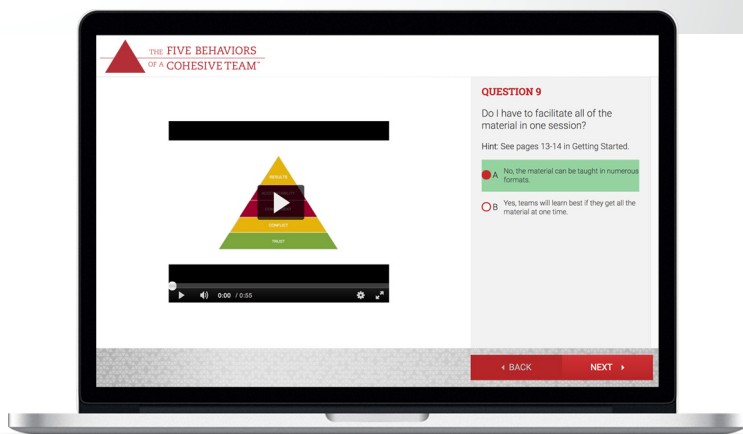 THE FIVE BEHAVIORS
OF A COHESIVE TEAM™
QUESTION 9
Do I have to facilitate all of the
material in one session?
Hint: See pages 13-14 in Getting Started.
A No, the material can be taught in numerous
formats.
B Yes, teams will learn best if they get all the
material at one time.
RESULTS
CONFLICT
TRUST
0:00 / 0:55
BACK
NEXT